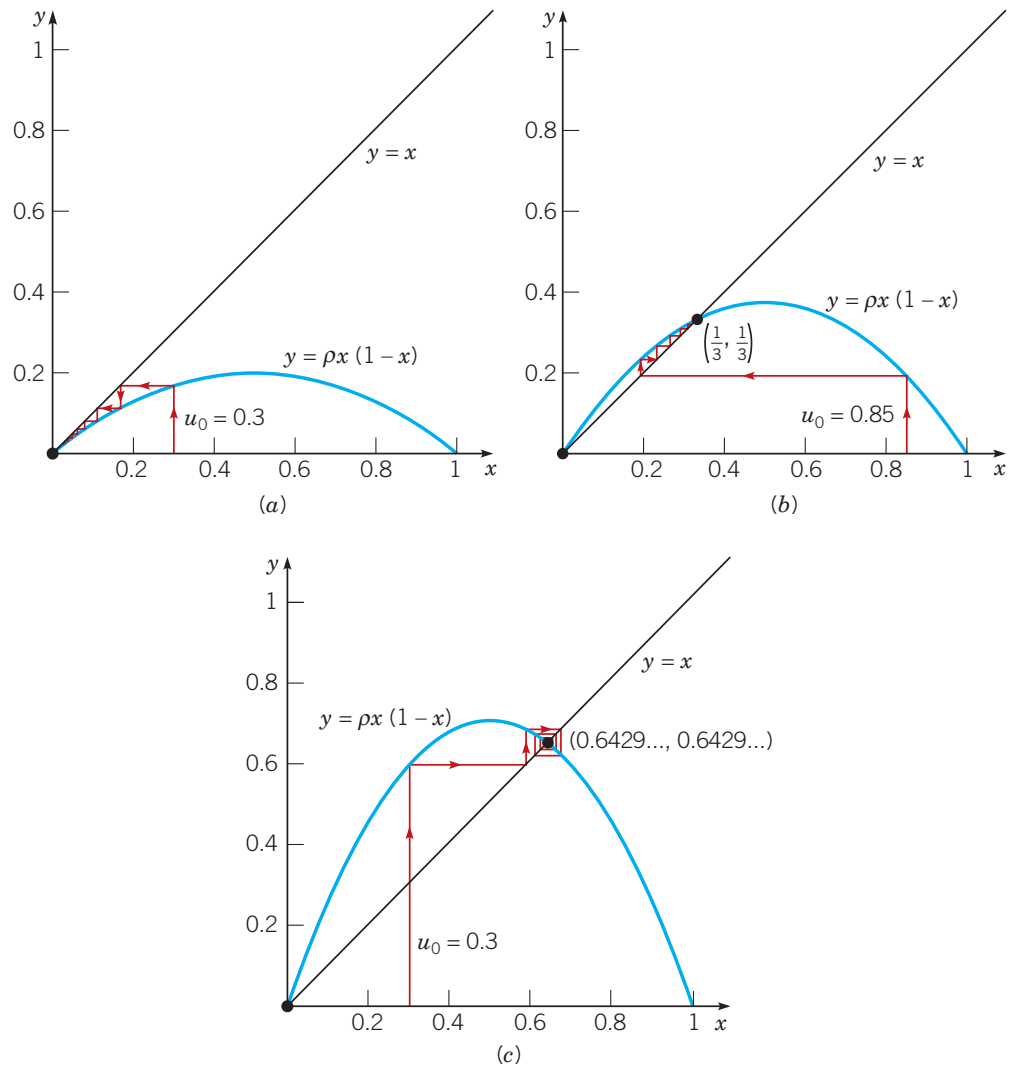 y
1
0.8
y = x
0.6
0.4
y = ρx (1 – x)
0.2
u0 = 0.3
0.2 0.4 0.6 0.8 1 x
(a)
y
1
0.8
y = x
0.6
0.4
y = ρx (1 – x)
(1/3, 1/3)
0.2
u0 = 0.85
0.2 0.4 0.6 0.8 1 x
(b)
y
1
y = x
0.8
y = ρx (1 – x)
(0.6429..., 0.6429...)
0.6
0.4
0.2
u0 = 0.3
0.2 0.4 0.6 0.8 1 x
(c)